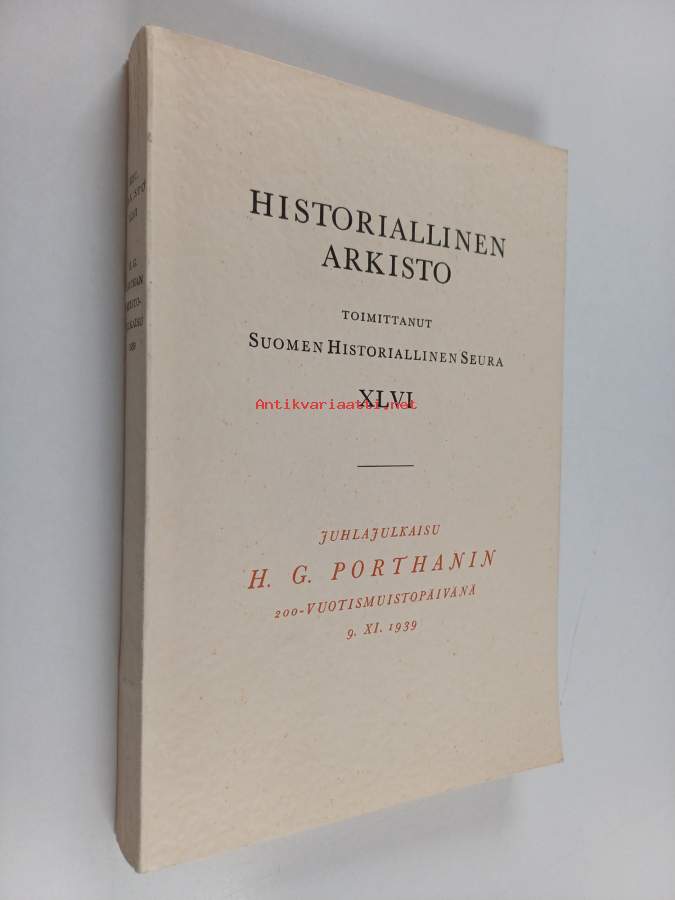 HISTORIALLINEN
ARKISTO
TOIMITTANUT
SUOMEN HISTORIALLINEN SEURA
XLVI
Antikvariaatti.net
JUHLAJULKAISU
H. G. PORTHANIN
200-VUOTISMUISTOPÄIVÄNÄ
9. XI. 1939